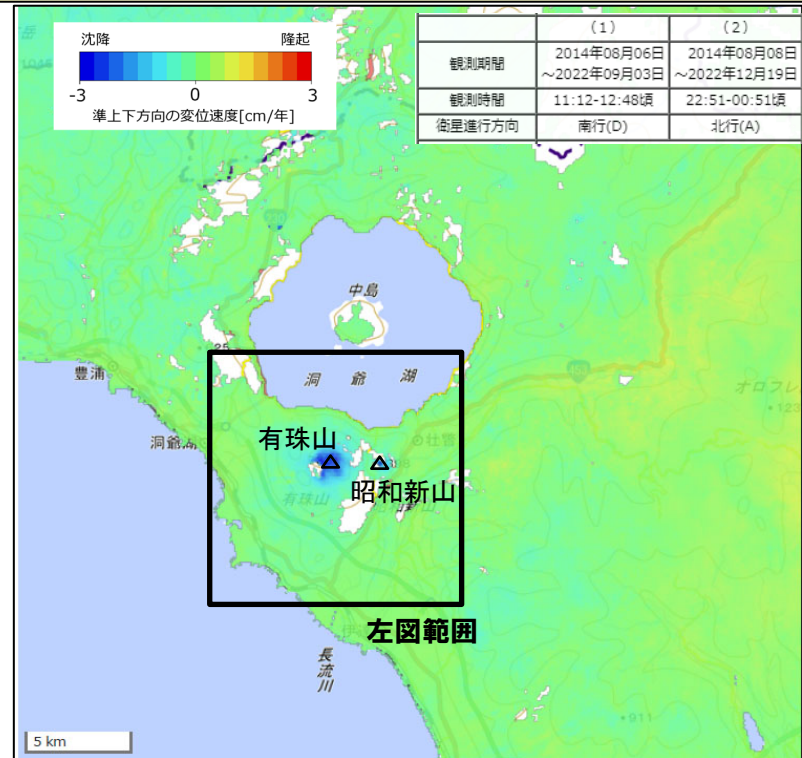 沈降 隆起
-3 0 3
準上下方向の変位速度[cm/年]
(1) (2)
観測期間 2014年08月06日 2014年08月08日
～2022年09月03日 ～2022年12月19日
観測時間 11:12-12:48頃 22:51-00:51頃
衛星進行方向 南行(D) 北行(A)
中島
洞爺湖
豊浦
オロフレ
洞爺湖
壮瞥
有珠山
昭和新山
有珠山
左図範囲
長流川
911
5 km